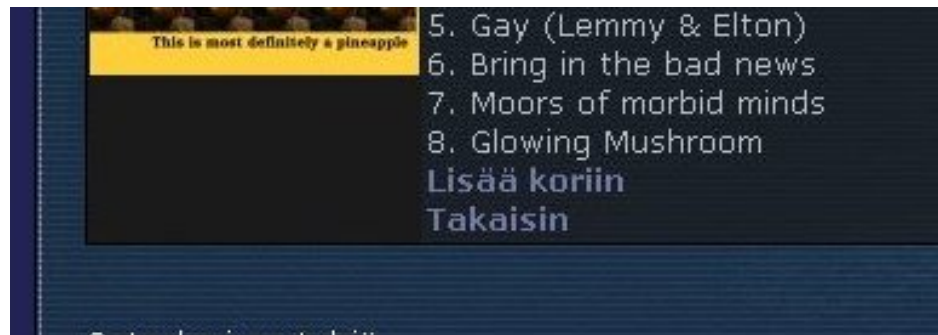 This is most definitely a pineapple
5. Gay (Lemmy & Elton)
6. Bring in the bad news
7. Moors of morbid minds
8. Glowing Mushroom
Lisää koriin
Takaisin